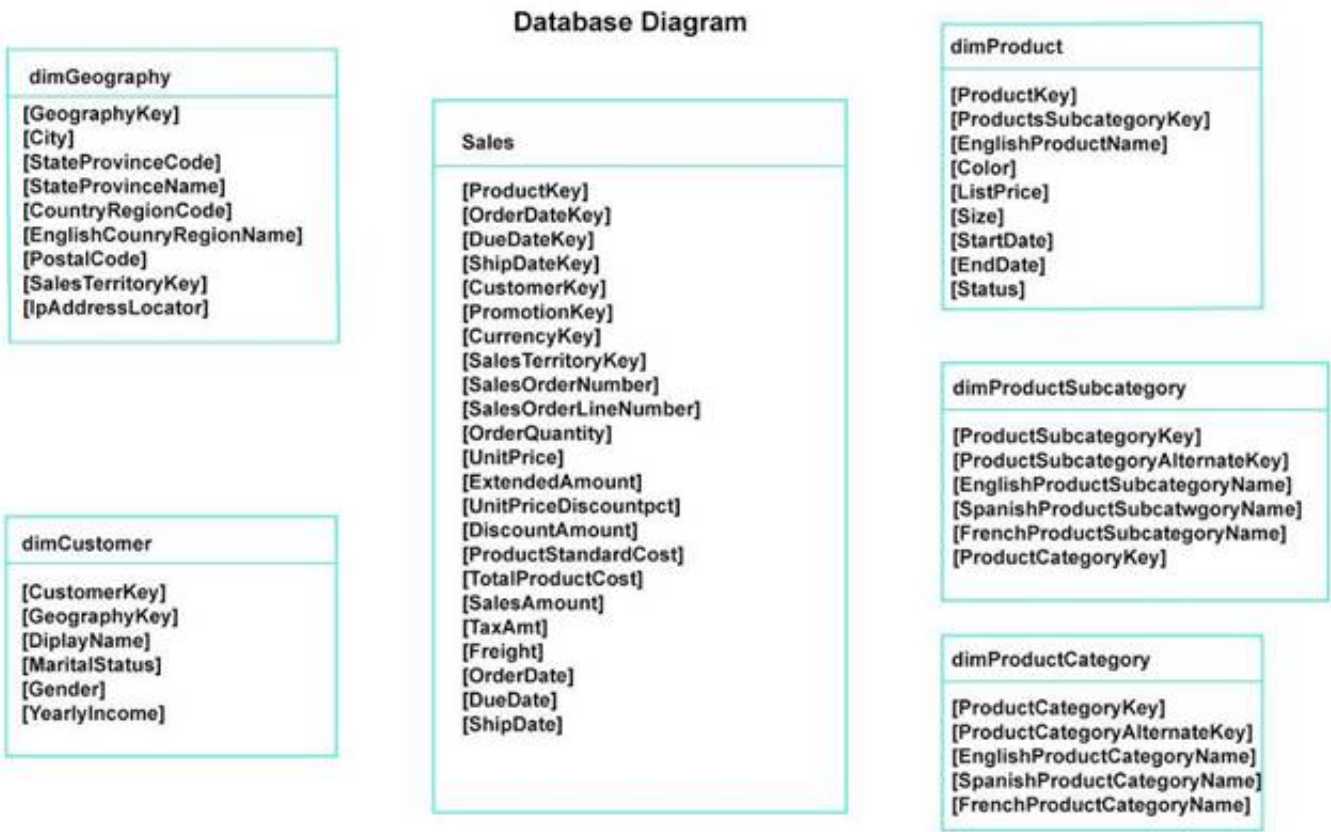 Database Diagram
dimGeography
[GeographyKey]
[City]
[StateProvinceCode]
[StateProvinceName]
[CountryRegionCode]
[EnglishCounryRegionName]
[PostalCode]
[SalesTerritoryKey]
[IpAddressLocator]
dimCustomer
[CustomerKey]
[GeographyKey]
[DiplayName]
[MaritalStatus]
[Gender]
[YearlyIncome]
Sales
[ProductKey]
[OrderDateKey]
[DueDateKey]
[ShipDateKey]
[CustomerKey]
[PromotionKey]
[CurrencyKey]
[SalesTerritoryKey]
[SalesOrderNumber]
[SalesOrderLineNumber]
[OrderQuantity]
[UnitPrice]
[ExtendedAmount]
[UnitPriceDiscountpct]
[DiscountAmount]
[ProductStandardCost]
[TotalProductCost]
[SalesAmount]
[TaxAmt]
[Freight]
[OrderDate]
[DueDate]
[ShipDate]
dimProduct
[ProductKey]
[ProductsSubcategoryKey]
[EnglishProductName]
[Color]
[ListPrice]
[Size]
[StartDate]
[EndDate]
[Status]
dimProductSubcategory
[ProductSubcategoryKey]
[ProductSubcategoryAlternateKey]
[EnglishProductSubcategoryName]
[SpanishProductSubcatwgoryName]
[FrenchProductSubcategoryName]
[ProductCategoryKey]
dimProductCategory
[ProductCategoryKey]
[ProductCategoryAlternateKey]
[EnglishProductCategoryName]
[SpanishProductCategoryName]
[FrenchProductCategoryName]